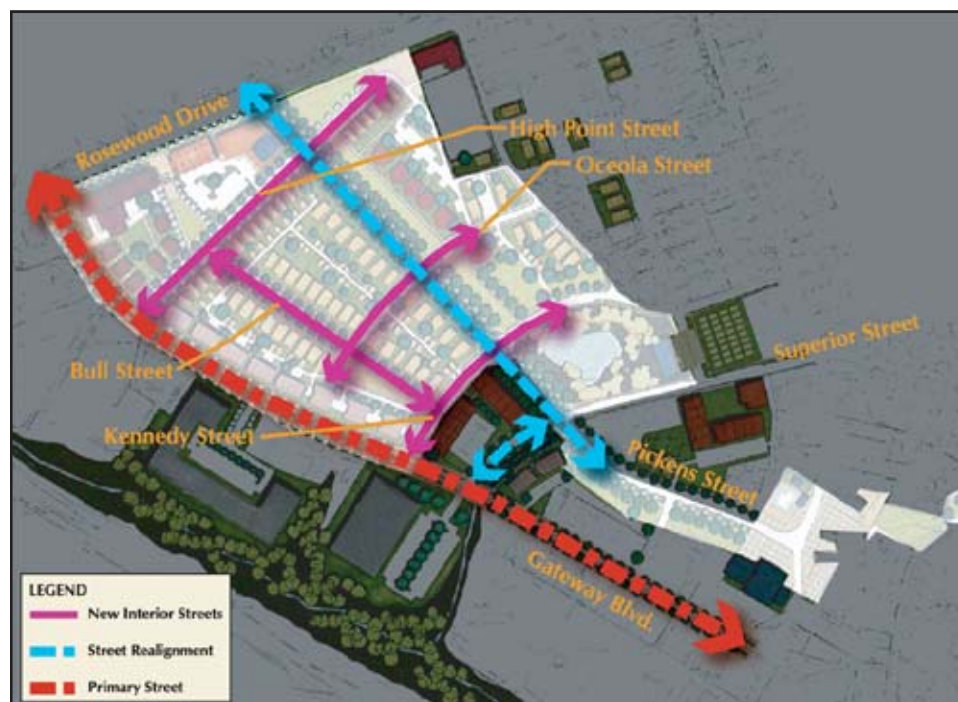 Rosewood Drive
High Point Street
Oceola Street
Superior Street
Bull Street
Kennedy Street
Pickens Street
Gateway Blvd.
LEGEND
New Interior Streets
Street Realignment
Primary Street